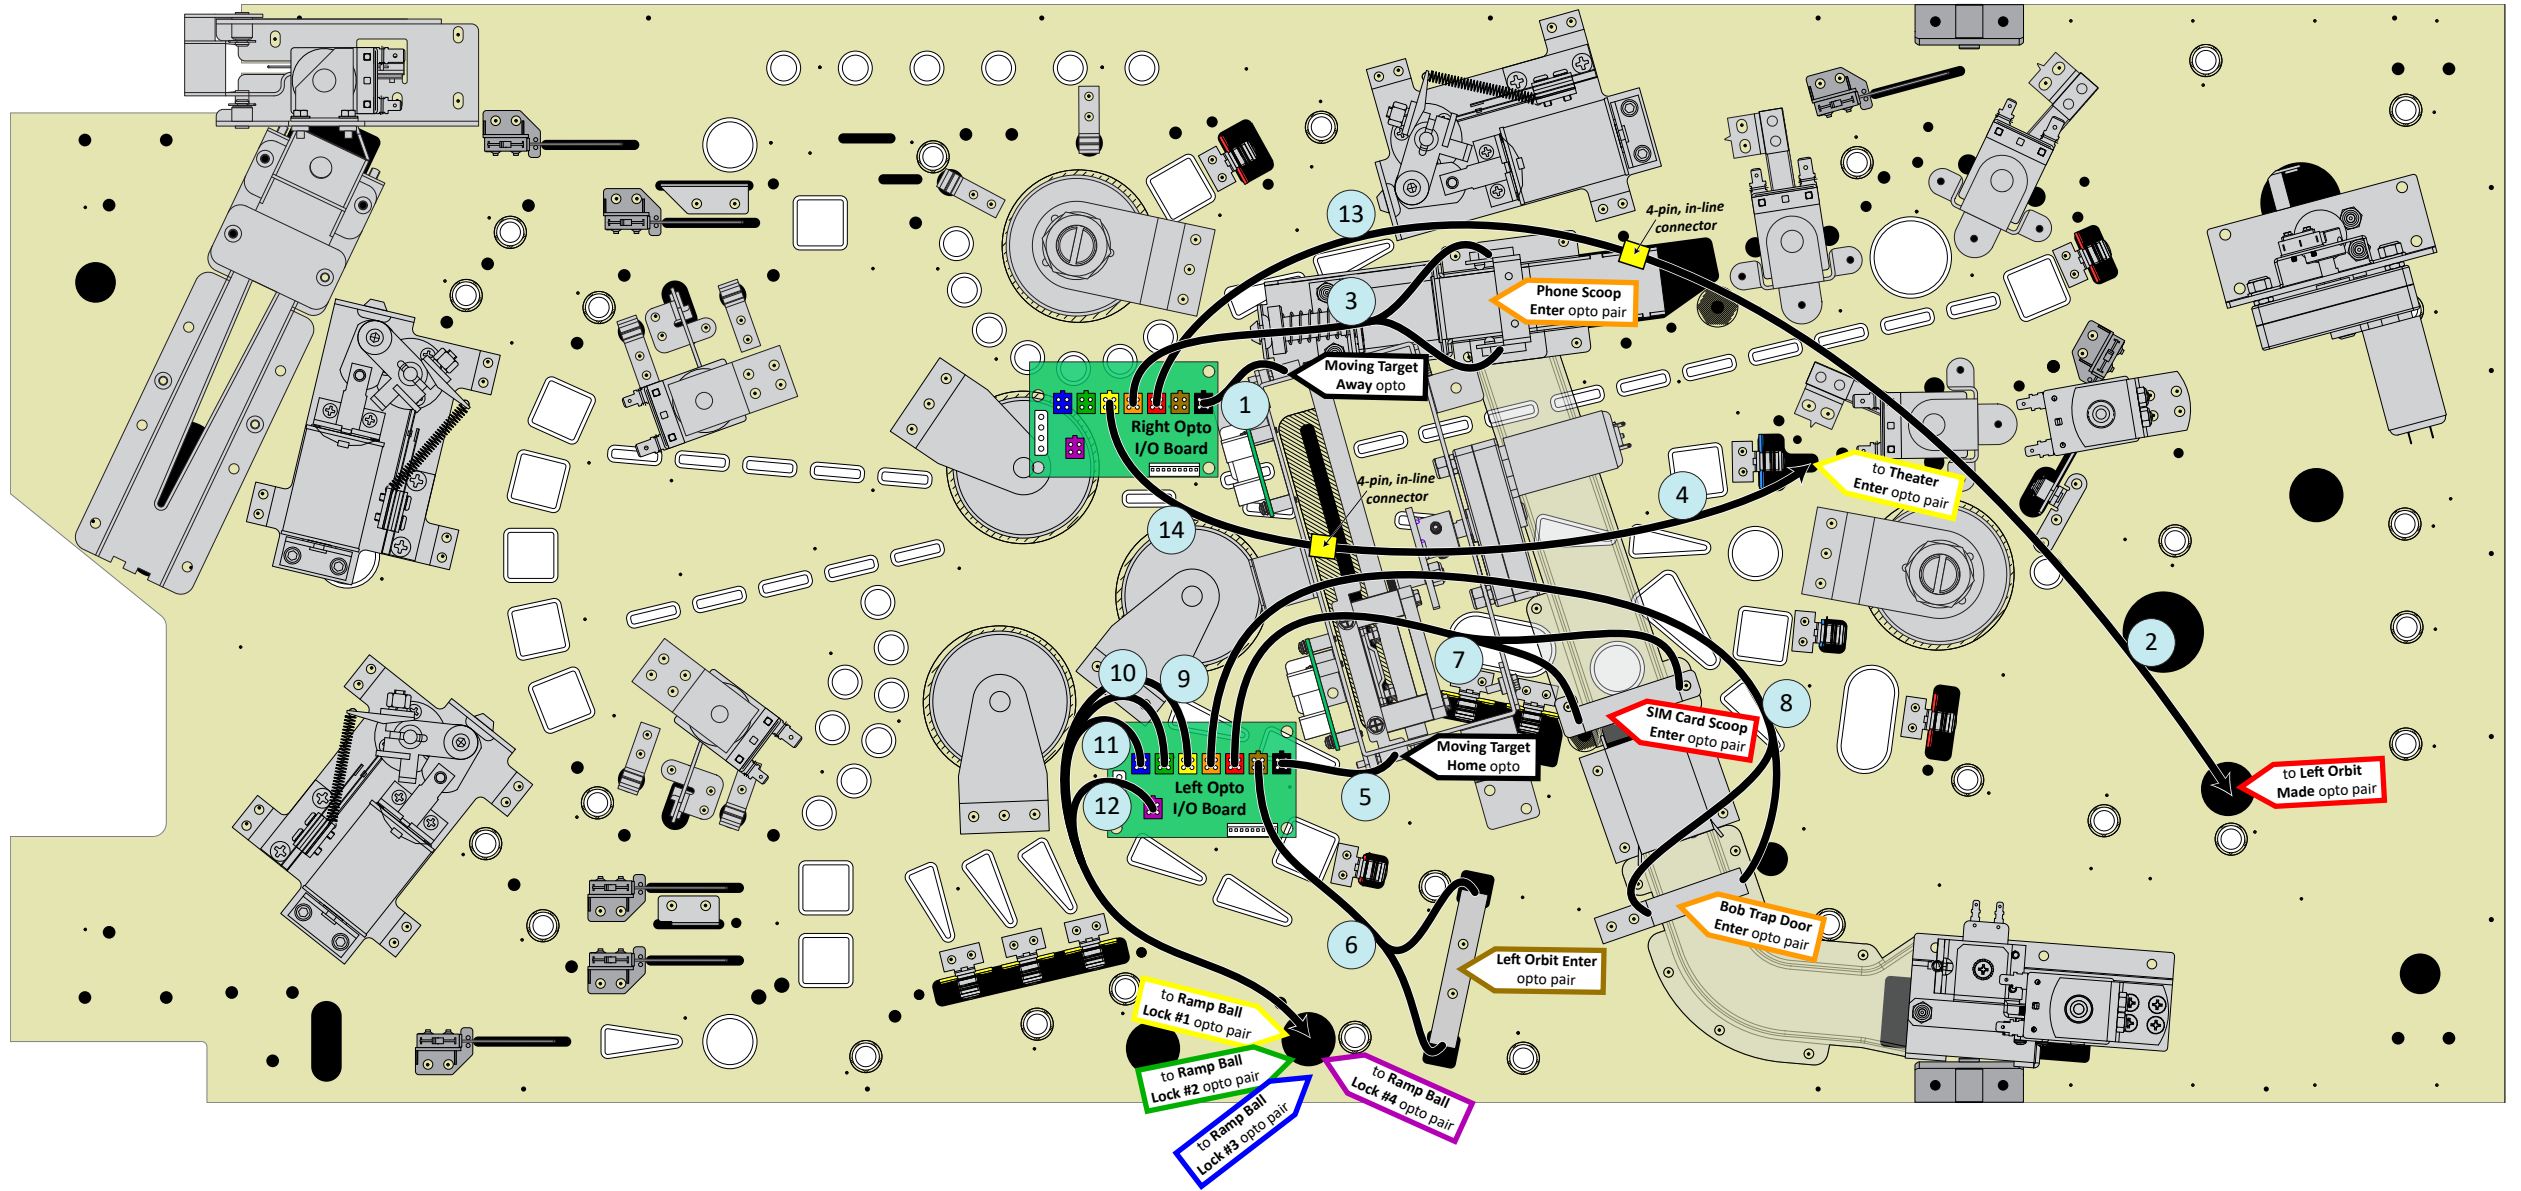 13
4-pin, in-line
connector
3
Phone Scoop
Enter opto pair
Moving Target
Away opto
1
Right Opto
I/O Board
4-pin, in-line
connector
4
to Theater
Enter opto pair
14
2
7
10
9
8
SIM Card Scoop
Enter opto pair
11
Moving Target
Home opto
to Left Orbit
Made opto pair
Left Opto
I/O Board
5
12
Bob Trap Door
Enter opto pair
6
Left Orbit Enter
opto pair
to Ramp Ball
Lock #1 opto pair
to Ramp Ball
Lock #2 opto pair
to Ramp Ball
Lock #3 opto pair
to Ramp Ball
Lock #4 opto pair